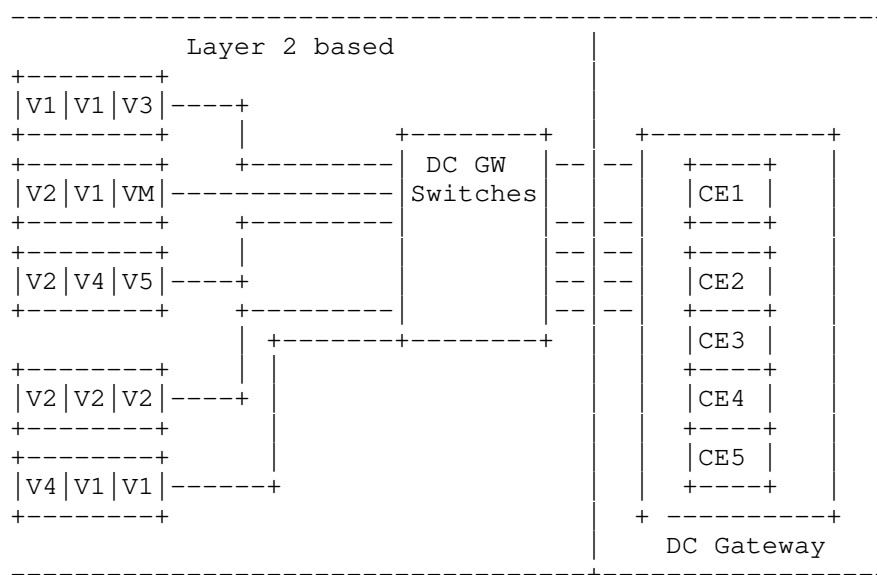 Layer 2 based
V1 V1 V3
DC GW
V2 V1 VM Switches CE1
V2 V4 V5 CE2
CE3
V2 V2 V2 CE4
CE5
V4 V1 V1
DC Gateway